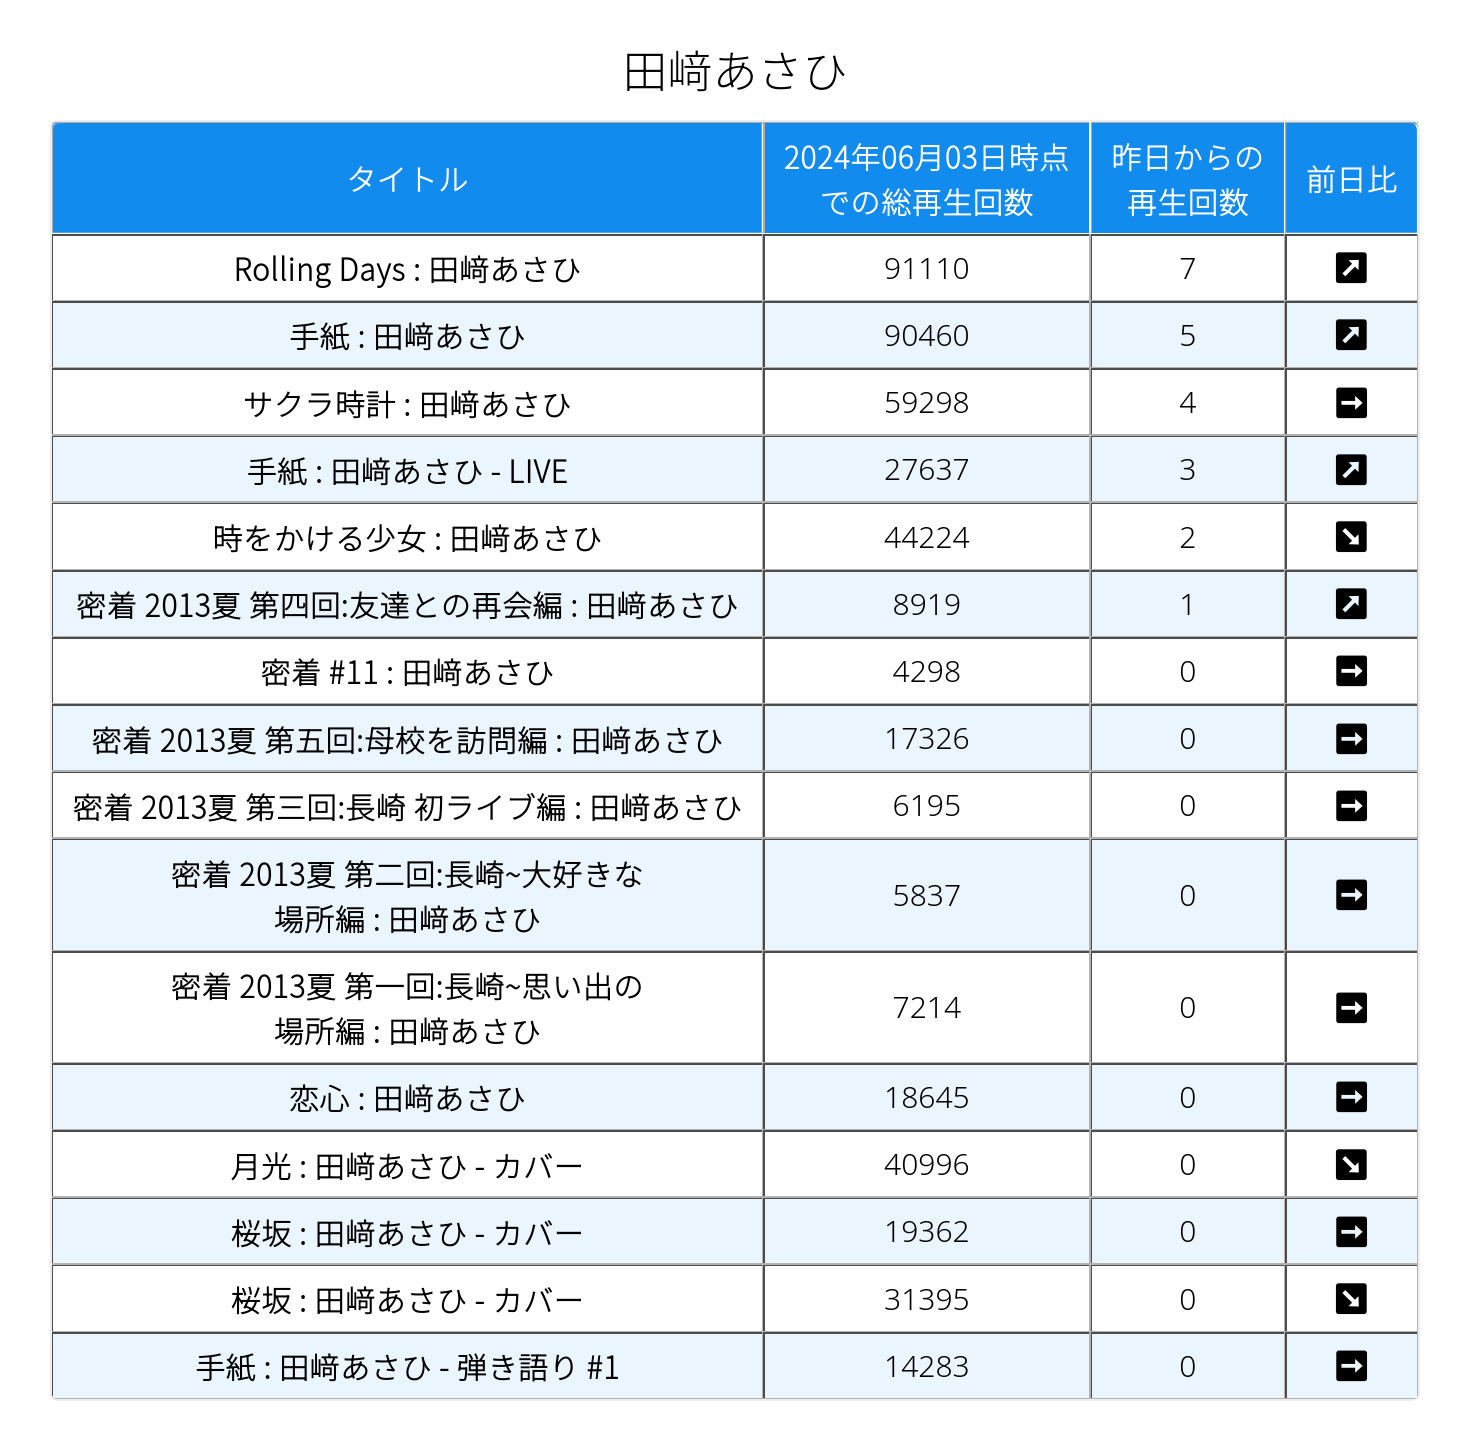 田﨑あさひ
タイトル
2024年06月03日時点
での総再生回数
昨日からの
再生回数
前日比
Rolling Days : 田﨑あさひ 91110 7
手紙 : 田﨑あさひ 90460 5
サクラ時計 : 田﨑あさひ 59298 4
手紙 : 田﨑あさひ - LIVE 27637 3
時をかける少女 : 田﨑あさひ 44224 2
密着 2013夏 第四回:友達との再会編 : 田﨑あさひ 8919 1
密着 #11 : 田﨑あさひ 4298 0
密着 2013夏 第五回:母校を訪問編 : 田﨑あさひ 17326 0
密着 2013夏 第三回:長崎 初ライブ編 : 田﨑あさひ 6195 0
密着 2013夏 第二回:長崎~大好きな
場所編 : 田﨑あさひ 5837 0
密着 2013夏 第一回:長崎~思い出の
場所編 : 田﨑あさひ 7214 0
恋心 : 田﨑あさひ 18645 0
月光 : 田﨑あさひ - カバー 40996 0
桜坂 : 田﨑あさひ - カバー 19362 0
桜坂 : 田﨑あさひ - カバー 31395 0
手紙 : 田﨑あさひ - 弾き語り #1 14283 0